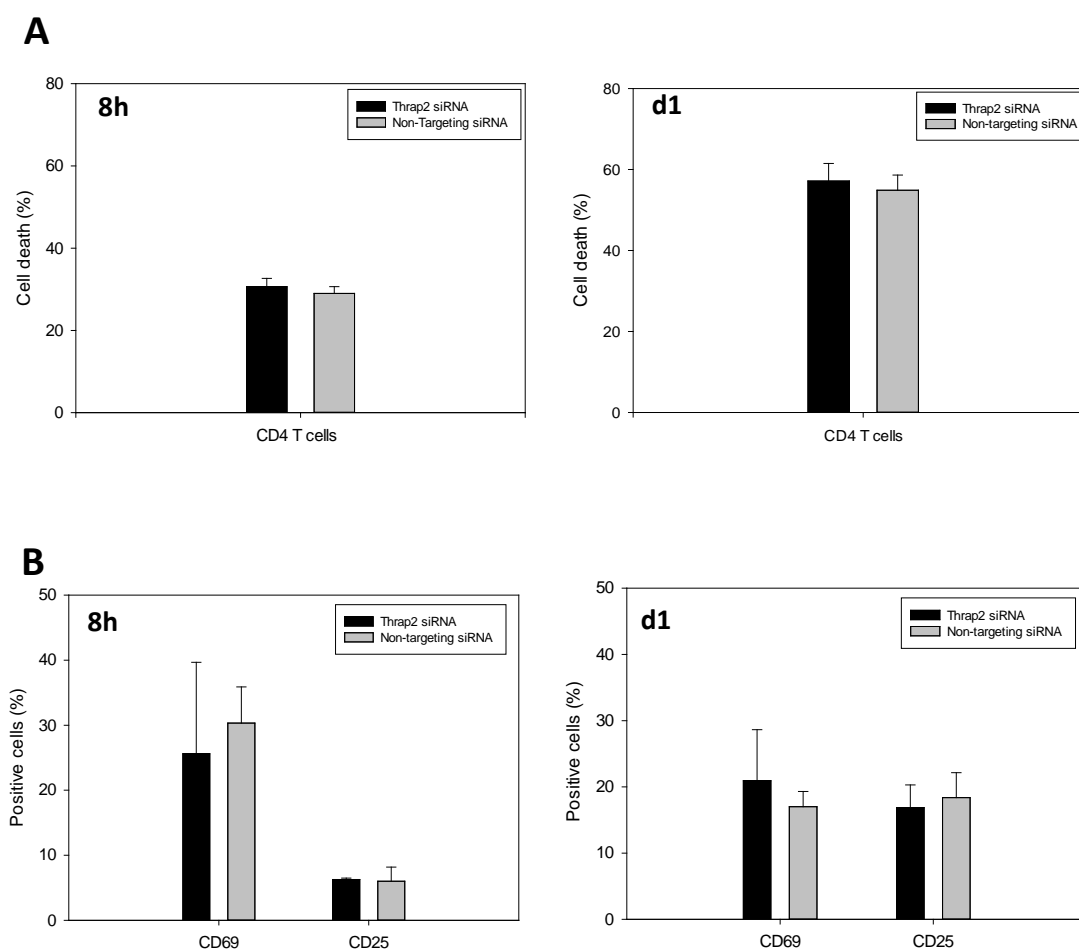 A
8h
Thrap2 siRNA
Non-Targeting siRNA
Cell death (%)
80
60
40
20
0
CD4 T cells
d1
Thrap2 siRNA
Non-targeting siRNA
Cell death (%)
80
60
40
20
0
CD4 T cells
B
8h
Thrap2 siRNA
Non-targeting siRNA
Positive cells (%)
50
40
30
20
10
0
CD69 CD25
d1
Thrap2 siRNA
Non-targeting siRNA
Positive cells (%)
50
40
30
20
10
0
CD69 CD25